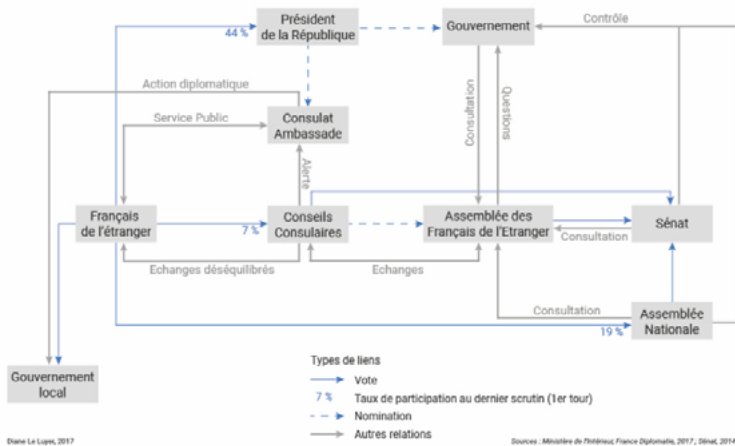 Président
de la République
Gouvernement
Contrôle
44 %
Action diplomatique
Consultation
Questions
Service Public
Consulat
Ambassade
Alerte
Français
de l'étranger
7 %
Conseils
Consulaires
Assemblée des
Français de l'Etranger
Sénat
Consultation
Echanges déséquilibrés
Echanges
Consultation
Assemblée
Nationale
19 %
Gouvernement
local
Types de liens
Vote
7 % Taux de participation au dernier scrutin (1er tour)
Nomination
Autres relations
Diane Le Luyer, 2017
Sources : Ministère de l'Intérieur, France Diplomatie, 2017 ; Sénat, 2014